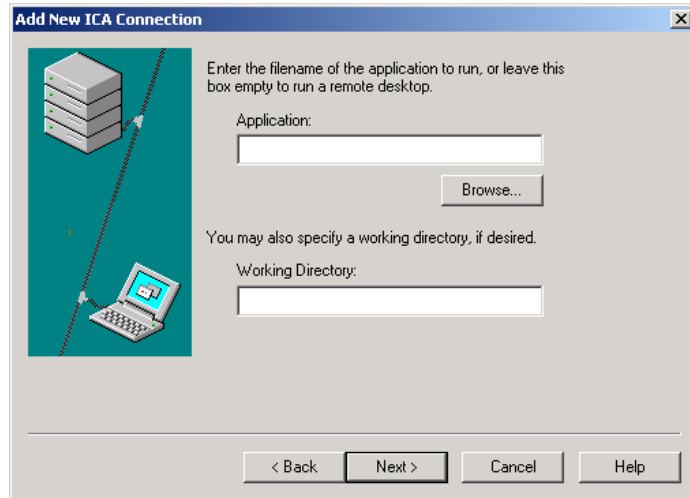 Add New ICA Connection
Enter the filename of the application to run, or leave this
box empty to run a remote desktop.
Application:
Browse...
You may also specify a working directory, if desired.
Working Directory:
< Back
Next >
Cancel
Help